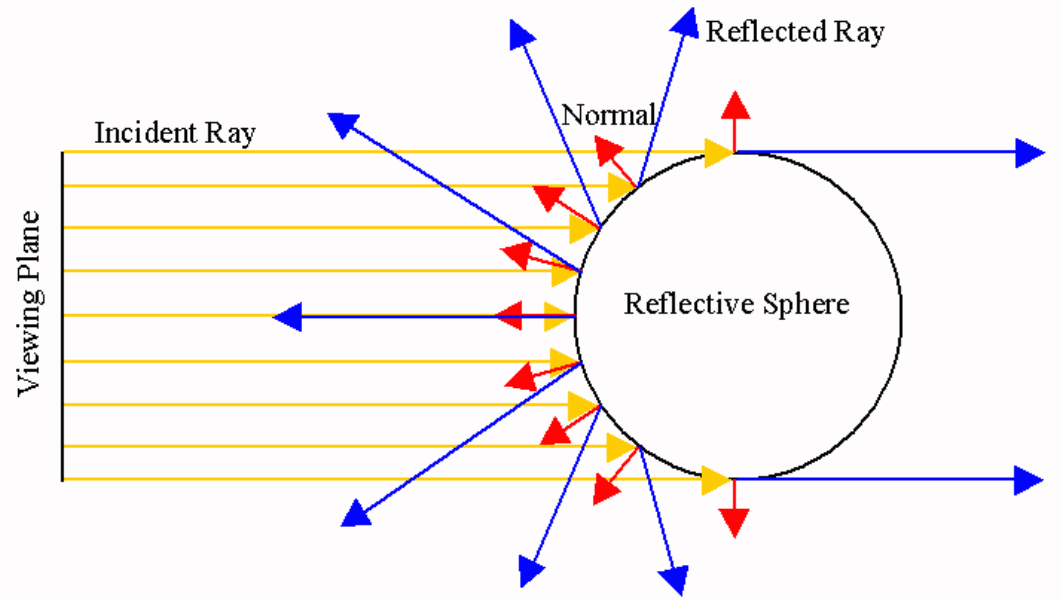 Reflected Ray
Normal
Incident Ray
Viewing Plane
Reflective Sphere